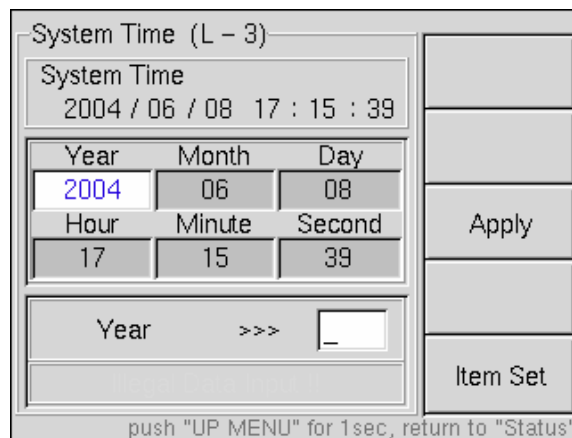 System Time (L – 3)
System Time
2004 / 06 / 08 17 : 15 : 39
Year Month Day
2004 06 08
Hour Minute Second
17 15 39
Apply
Year >>> _
Item Set
push "UP MENU" for 1sec, return to "Status"